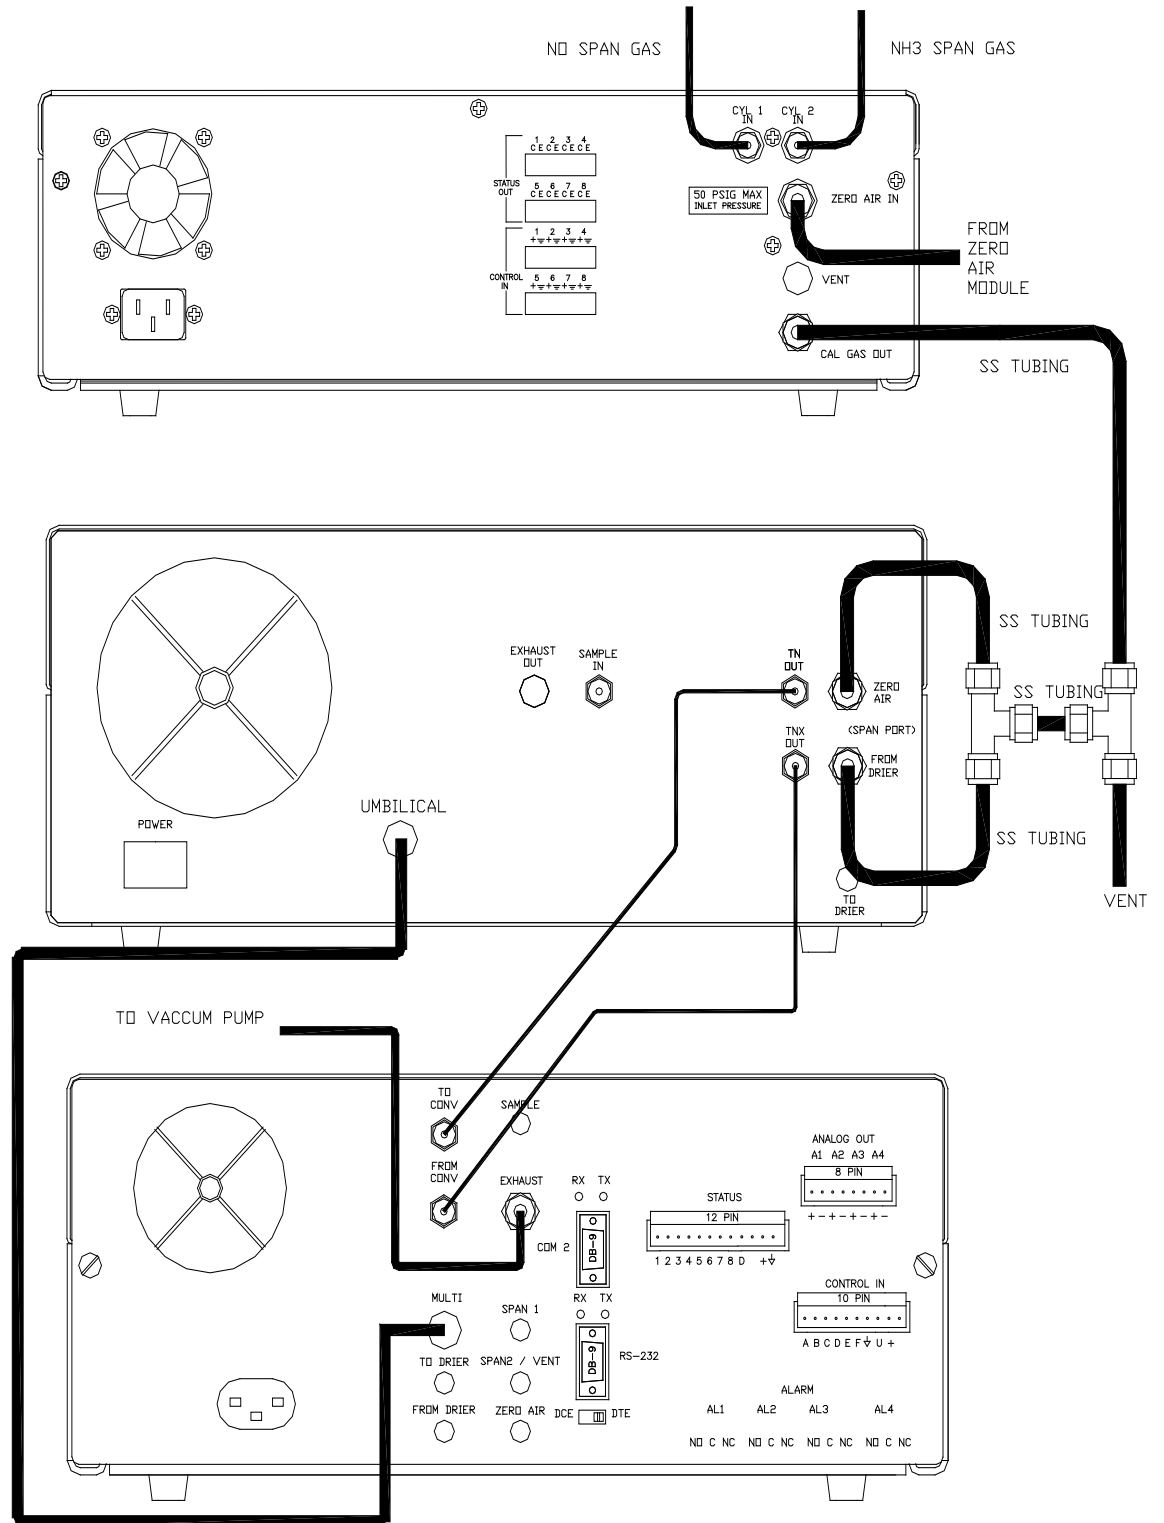 NO SPAN GAS
NH3 SPAN GAS
CYL 1
IN
CYL 2
IN
1 2 3 4
CECECECE
STATUS
OUT
5 6 7 8
CECECECE
1 2 3 4
CONTROL
IN
5 6 7 8
50 PSIG MAX
INLET PRESSURE
ZERO AIR IN
FROM
ZERO
AIR
MODULE
VENT
CAL GAS OUT
SS TUBING
EXHAUST
OUT
SAMPLE
IN
TN
OUT
ZERO
AIR
SS TUBING
SS TUBING
TNX
OUT
(SPAN PORT)
FROM
DRIER
UMBILICAL
POWER
SS TUBING
TO
DRIER
VENT
TO VACCUM PUMP
TO
CONV
SAMPLE
FROM
CONV
EXHAUST
RX TX
COM 2
DB-9
STATUS
12 PIN
1 2 3 4 5 6 7 8 D +
ANALOG OUT
A1 A2 A3 A4
8 PIN
+ - + - + - + -
CONTROL IN
10 PIN
A B C D E F U +
MULTI
SPAN 1
RX TX
DB-9
RS-232
TO DRIER
SPAN2 / VENT
FROM DRIER
ZERO AIR
DCE
DTE
ALARM
AL1 AL2 AL3 AL4
NO C NC NO C NC NO C NC NO C NC